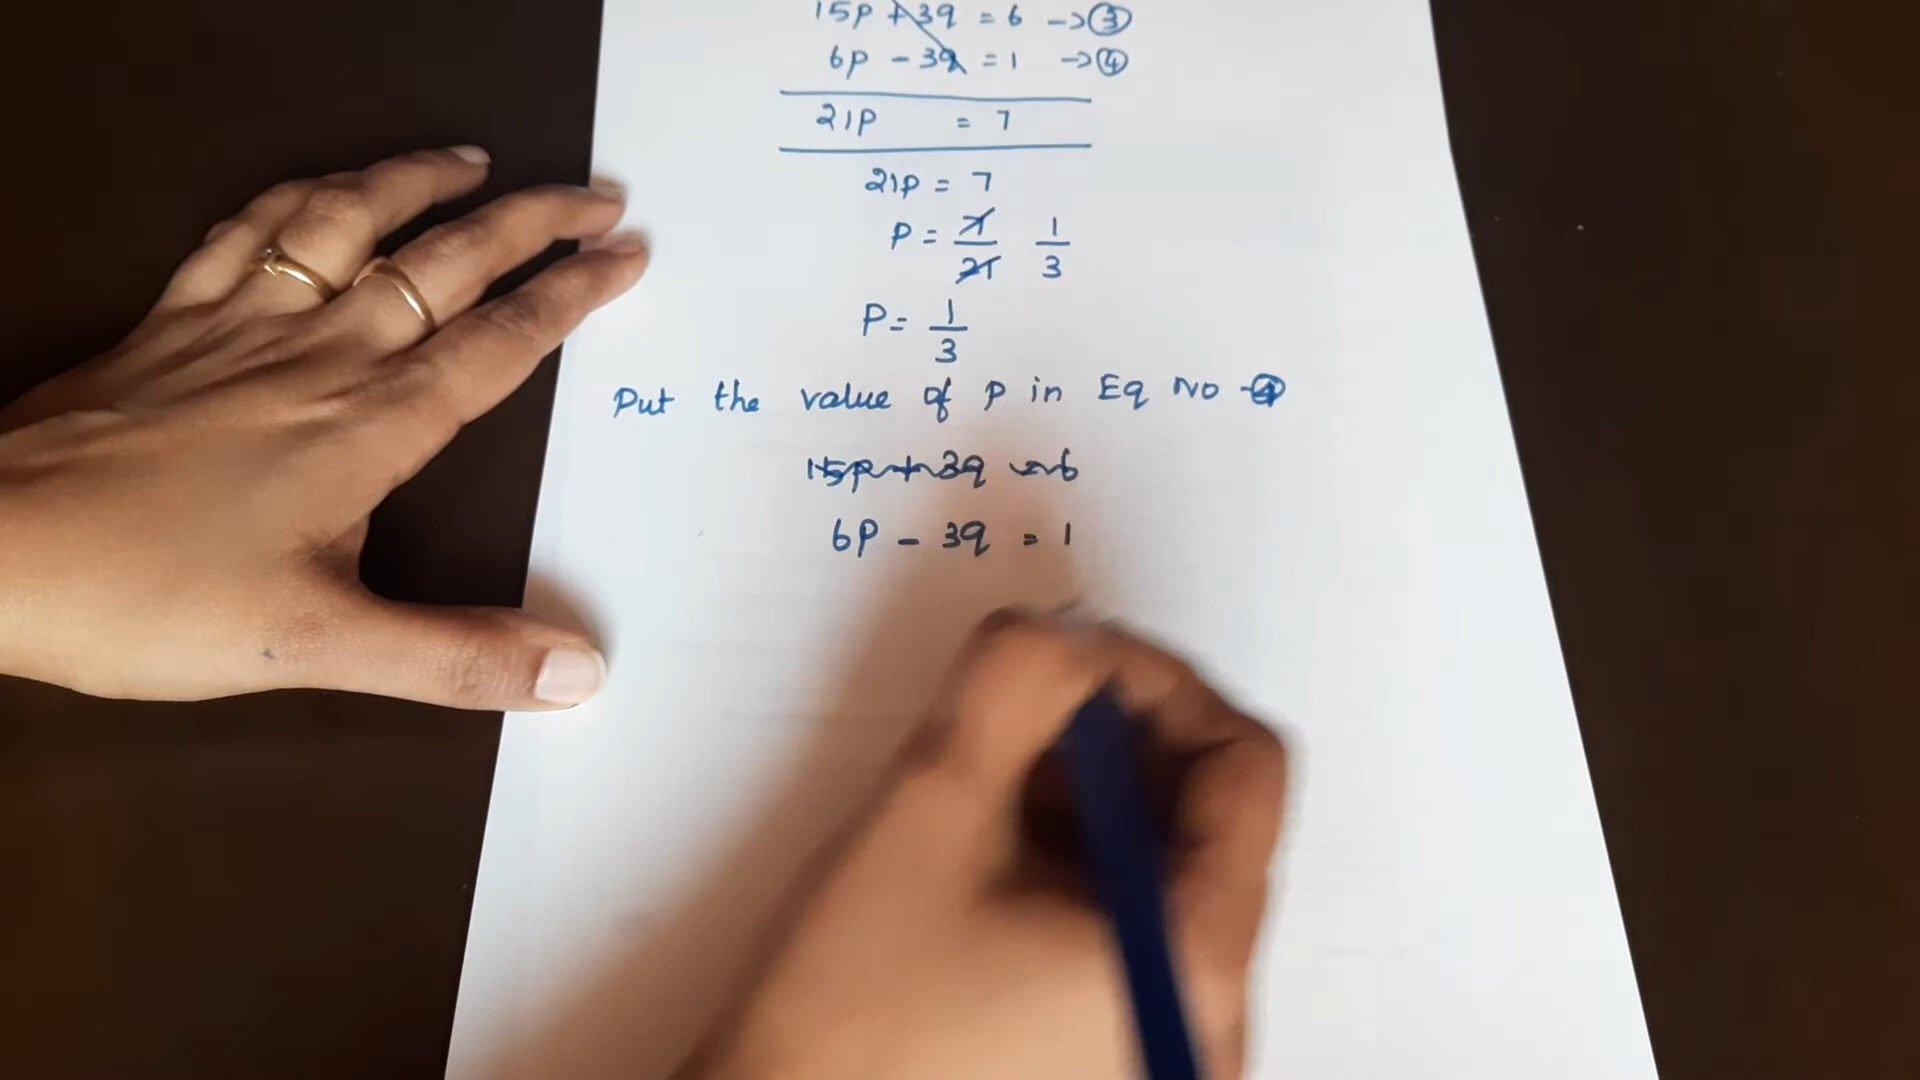 15p + 3q = 6 → ③
6p - 3q = 1 → ④
21p = 7
21p = 7
p = 7/21 1/3
p = 1/3
Put the value of p in Eq No - ④
15p + 3q = 6
6p - 3q = 1